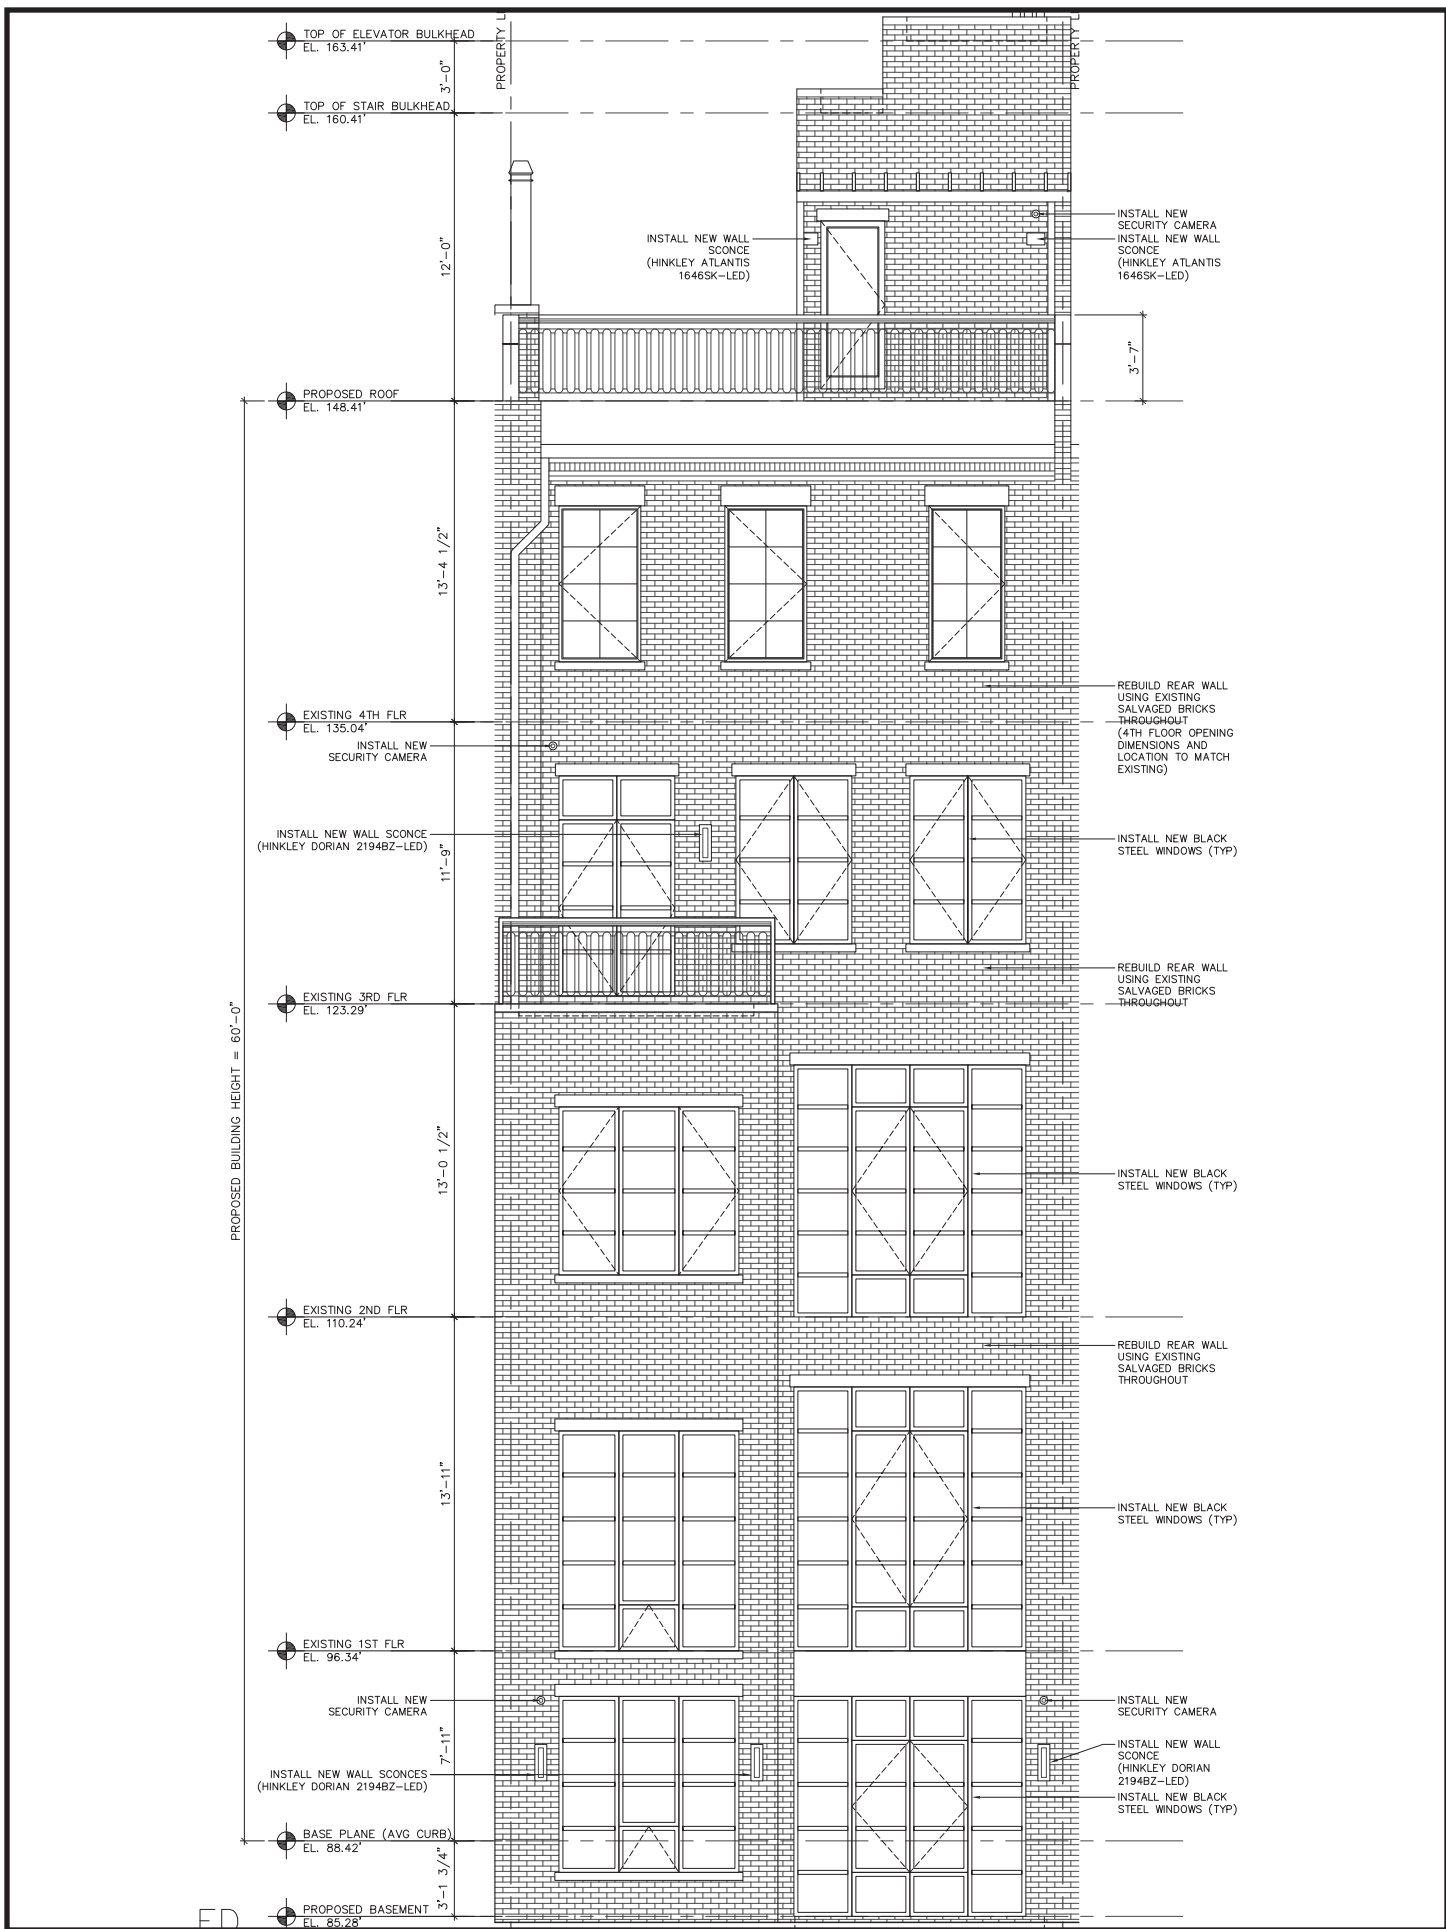 TOP OF ELEVATOR BULKHEAD
EL. 163.41'
PROPERTY L
PROPERTY L
3'-0"
TOP OF STAIR BULKHEAD
EL. 160.41'
12'-0"
INSTALL NEW WALL
SCONCE
(HINKLEY ATLANTIS
1646SK-LED)
INSTALL NEW
SECURITY CAMERA
INSTALL NEW WALL
SCONCE
(HINKLEY ATLANTIS
1646SK-LED)
3'-7"
PROPOSED ROOF
EL. 148.41'
13'-4 1/2"
REBUILD REAR WALL
USING EXISTING
SALVAGED BRICKS
THROUGHOUT
(4TH FLOOR OPENING
DIMENSIONS AND
LOCATION TO MATCH
EXISTING)
EXISTING 4TH FLR
EL. 135.04'
INSTALL NEW
SECURITY CAMERA
INSTALL NEW WALL SCONCE
(HINKLEY DORIAN 2194BZ-LED)
11'-9"
INSTALL NEW BLACK
STEEL WINDOWS (TYP)
REBUILD REAR WALL
USING EXISTING
SALVAGED BRICKS
THROUGHOUT
EXISTING 3RD FLR
EL. 123.29'
PROPOSED BUILDING HEIGHT = 60'-0"
13'-0 1/2"
INSTALL NEW BLACK
STEEL WINDOWS (TYP)
EXISTING 2ND FLR
EL. 110.24'
REBUILD REAR WALL
USING EXISTING
SALVAGED BRICKS
THROUGHOUT
13'-11"
INSTALL NEW BLACK
STEEL WINDOWS (TYP)
EXISTING 1ST FLR
EL. 96.34'
INSTALL NEW
SECURITY CAMERA
INSTALL NEW
SECURITY CAMERA
7'-11"
INSTALL NEW WALL SCONCES
(HINKLEY DORIAN 2194BZ-LED)
INSTALL NEW WALL
SCONCE
(HINKLEY DORIAN
2194BZ-LED)
INSTALL NEW BLACK
STEEL WINDOWS (TYP)
BASE PLANE (AVG CURB)
EL. 88.42'
3'-1 3/4"
PROPOSED BASEMENT
EL. 85.28'